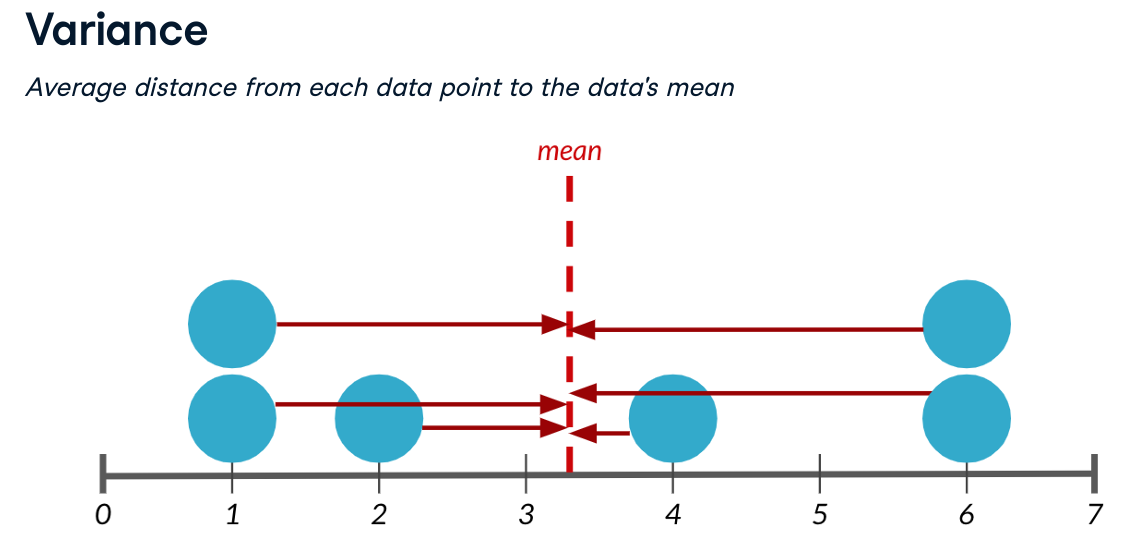 Variance
Average distance from each data point to the data's mean
mean
0 1 2 3 4 5 6 7